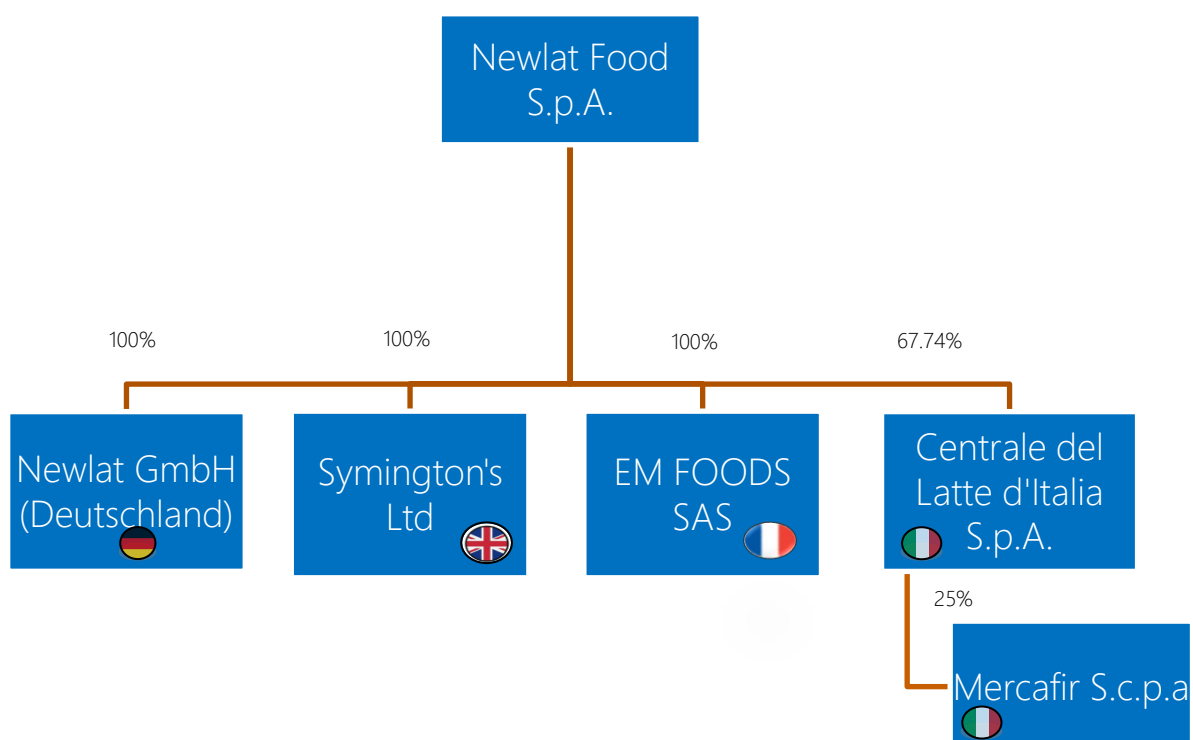 Newlat Food
S.p.A.
100%
100%
100%
67.74%
Newlat GmbH
(Deutschland)
Symington's
Ltd
EM FOODS
SAS
Centrale del
Latte d'Italia
S.p.A.
25%
Mercafir S.c.p.a